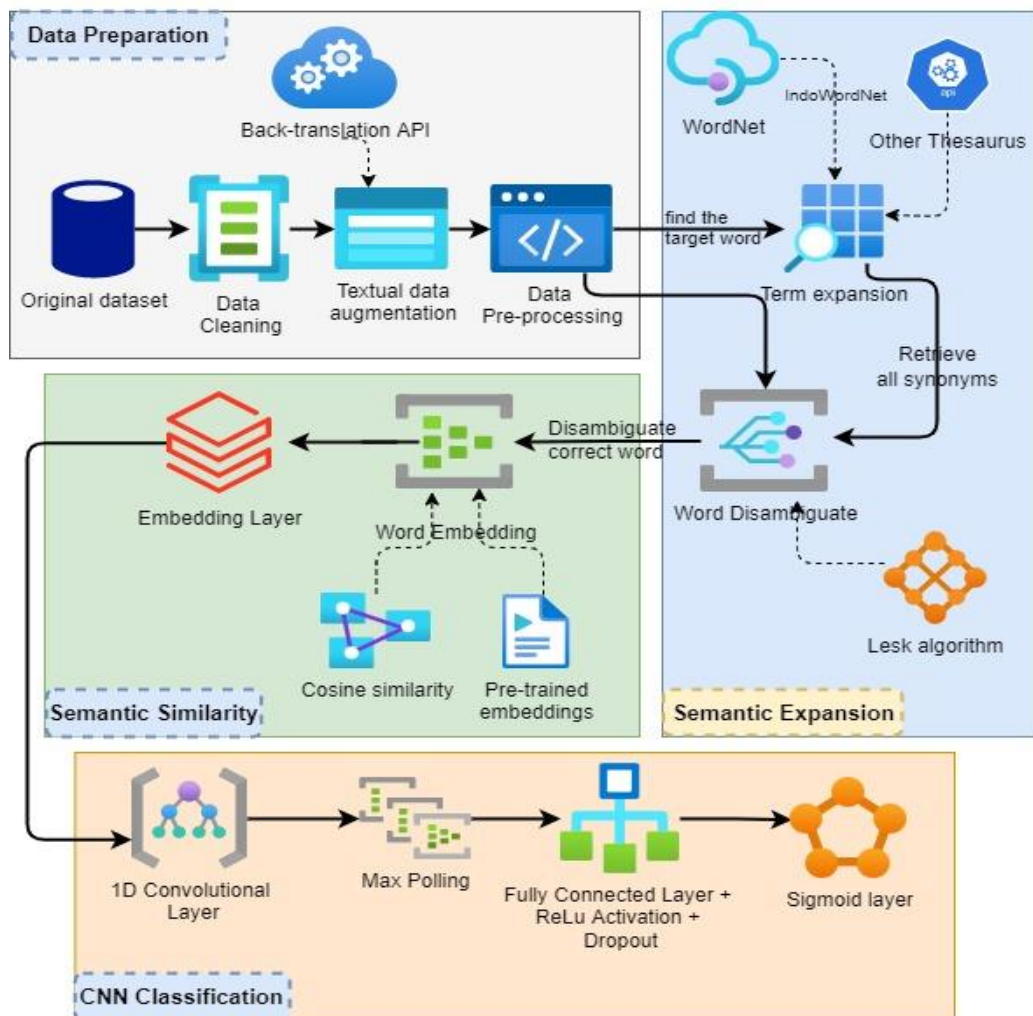 Data Preparation
Back-translation API
Original dataset
Data
Cleaning
Textual data
augmentation
Data
Pre-processing
find the
target word
WordNet
IndoWordNet
api
Other Thesaurus
Term expansion
Retrieve
all synonyms
Word Disambiguate
Lesk algorithm
Semantic Expansion
Disambiguate
correct word
Word Embedding
Embedding Layer
Cosine similarity
Pre-trained
embeddings
Semantic Similarity
1D Convolutional
Layer
Max Polling
Fully Connected Layer +
ReLu Activation +
Dropout
Sigmoid layer
CNN Classification